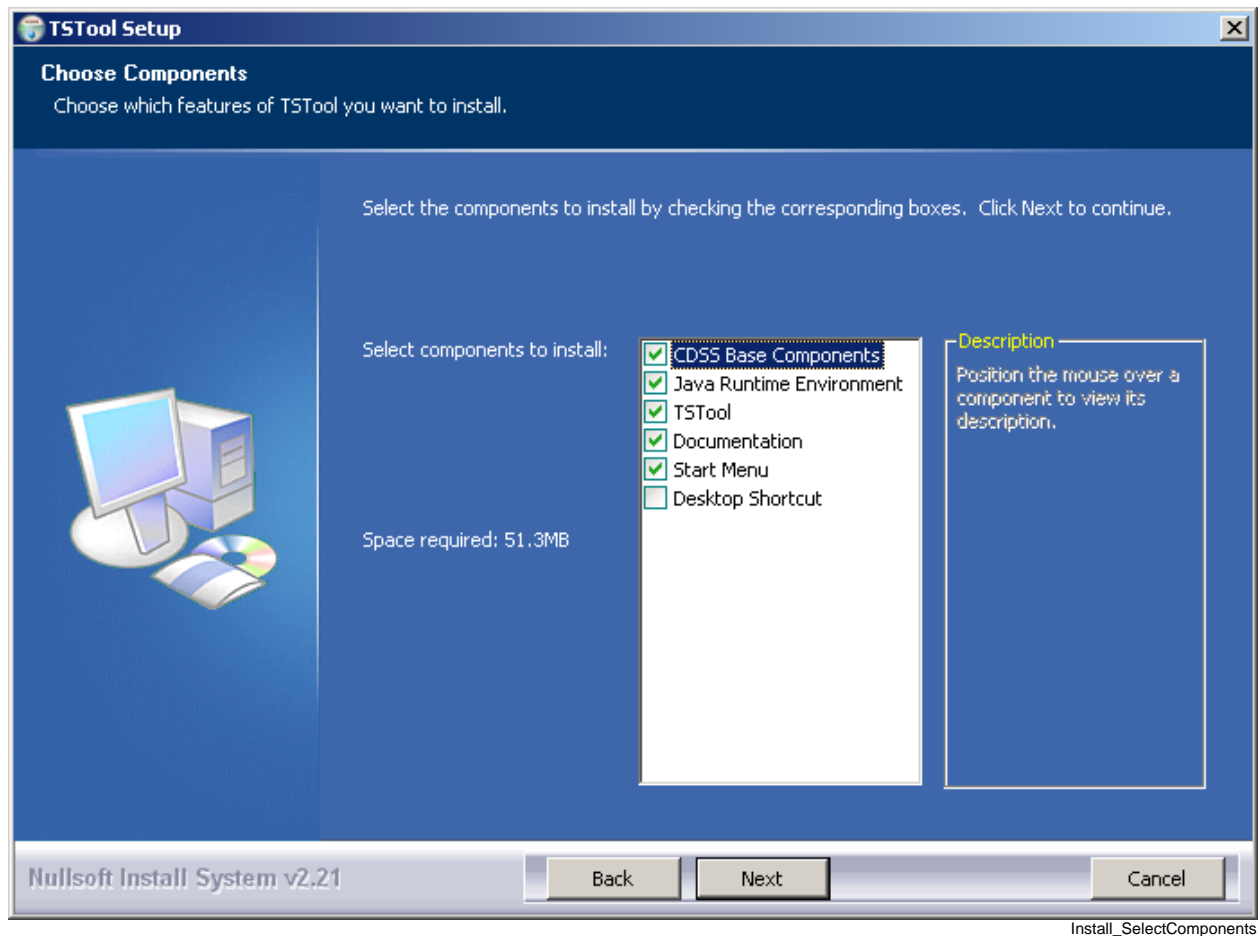 TSTool Setup
Choose Components
Choose which features of TSTool you want to install.
Select the components to install by checking the corresponding boxes. Click Next to continue.
Select components to install:
CDSS Base Components
Java Runtime Environment
TSTool
Documentation
Start Menu
Desktop Shortcut
Description
Position the mouse over a
component to view its
description.
Space required: 51.3MB
Nullsoft Install System v2.21
Back
Next
Cancel
Install_SelectComponents